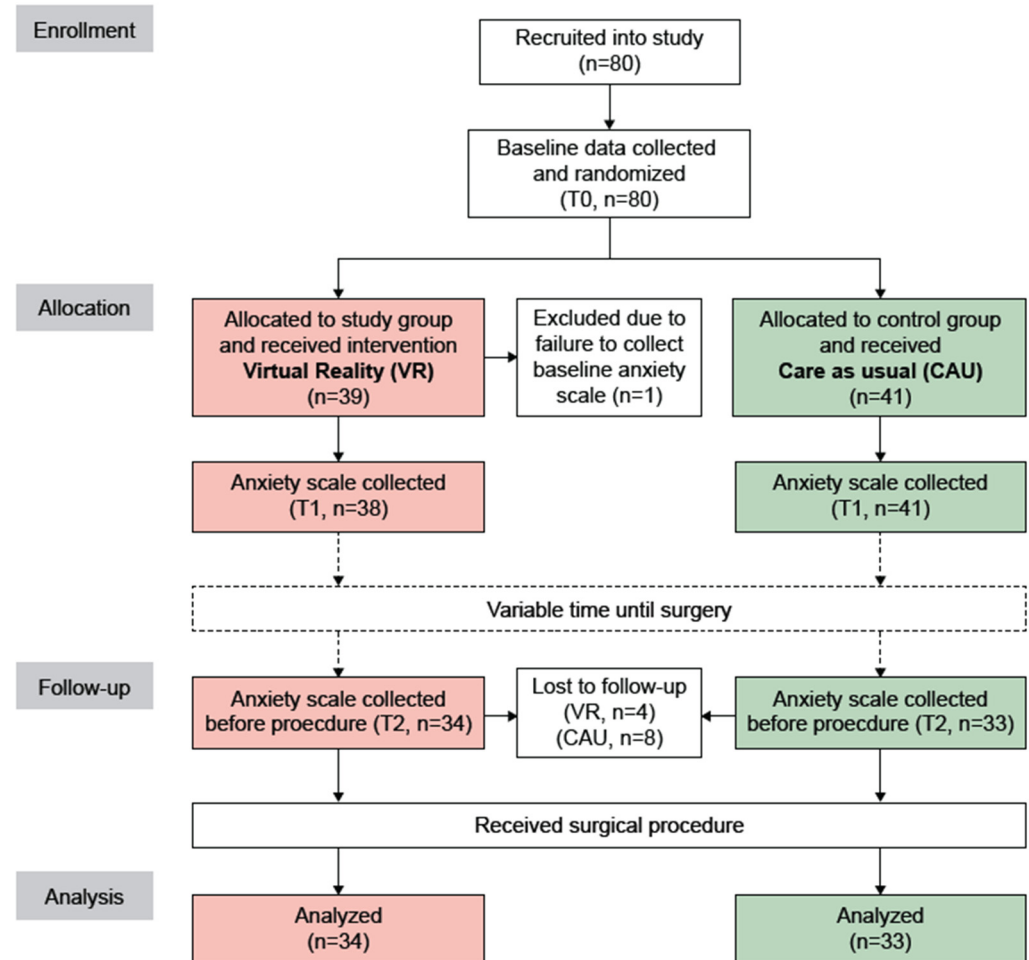 Enrollment
Recruited into study
(n=80)
Baseline data collected
and randomized
(T0, n=80)
Allocation
Allocated to study group
and received intervention
Virtual Reality (VR)
(n=39)
Excluded due to
failure to collect
baseline anxiety
scale (n=1)
Allocated to control group
and received
Care as usual (CAU)
(n=41)
Anxiety scale collected
(T1, n=38)
Anxiety scale collected
(T1, n=41)
Variable time until surgery
Follow-up
Anxiety scale collected
before proecdure (T2, n=34)
Lost to follow-up
(VR, n=4)
(CAU, n=8)
Anxiety scale collected
before proecdure (T2, n=33)
Received surgical procedure
Analysis
Analyzed
(n=34)
Analyzed
(n=33)